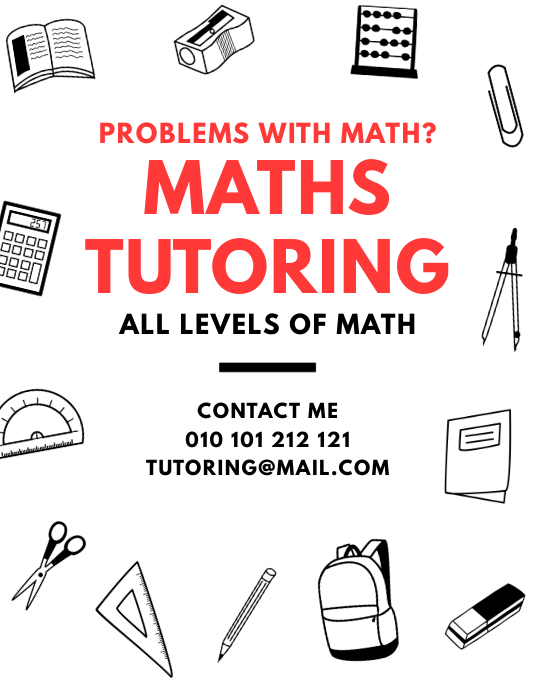 PROBLEMS WITH MATH?
MATHS
TUTORING
ALL LEVELS OF MATH
CONTACT ME
010 101 212 121
TUTORING@MAIL.COM